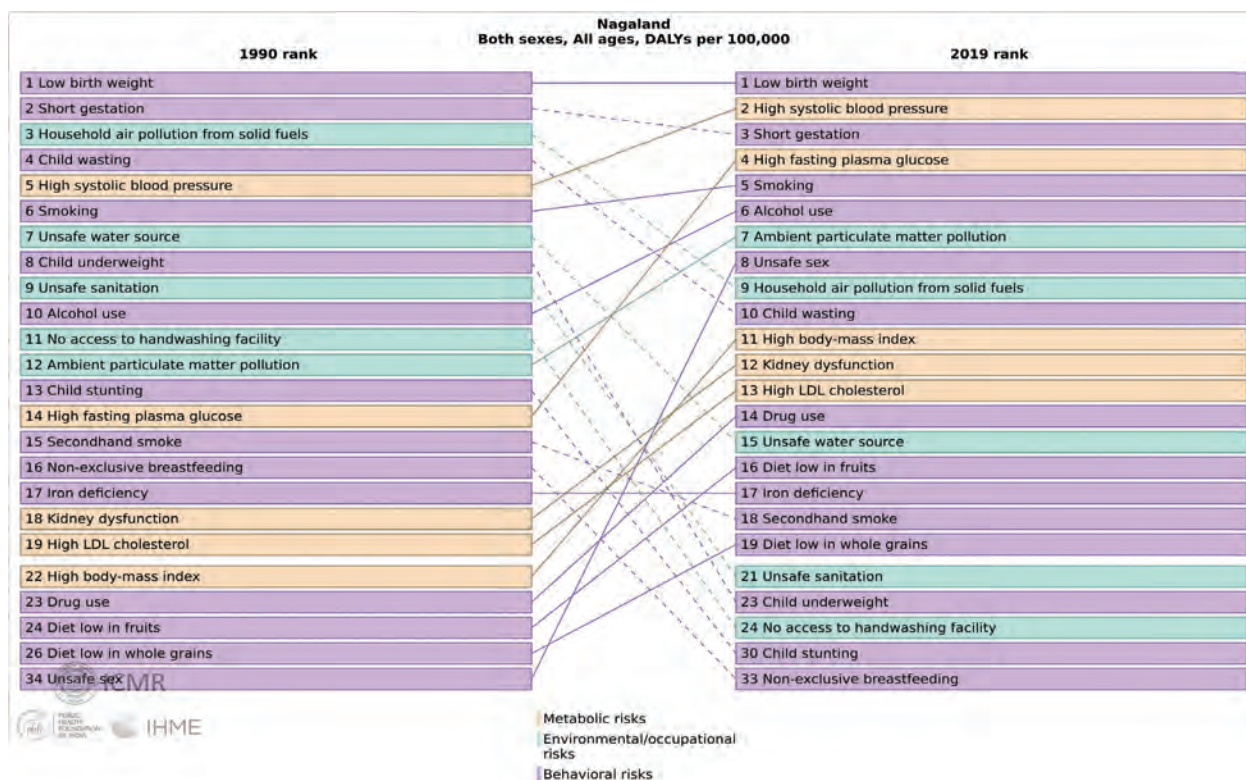 Nagaland
Both sexes, All ages, DALYs per 100,000
1990 rank
2019 rank
1 Low birth weight
2 Short gestation
3 Household air pollution from solid fuels
4 Child wasting
5 High systolic blood pressure
6 Smoking
7 Unsafe water source
8 Child underweight
9 Unsafe sanitation
10 Alcohol use
11 No access to handwashing facility
12 Ambient particulate matter pollution
13 Child stunting
14 High fasting plasma glucose
15 Secondhand smoke
16 Non-exclusive breastfeeding
17 Iron deficiency
18 Kidney dysfunction
19 High LDL cholesterol
22 High body-mass index
23 Drug use
24 Diet low in fruits
26 Diet low in whole grains
34 Unsafe sex
1 Low birth weight
2 High systolic blood pressure
3 Short gestation
4 High fasting plasma glucose
5 Smoking
6 Alcohol use
7 Ambient particulate matter pollution
8 Unsafe sex
9 Household air pollution from solid fuels
10 Child wasting
11 High body-mass index
12 Kidney dysfunction
13 High LDL cholesterol
14 Drug use
15 Unsafe water source
16 Diet low in fruits
17 Iron deficiency
18 Secondhand smoke
19 Diet low in whole grains
21 Unsafe sanitation
23 Child underweight
24 No access to handwashing facility
30 Child stunting
33 Non-exclusive breastfeeding
ICMR
PUBLIC
HEALTH
FOUNDATION
OF INDIA
IHME
Metabolic risks
Environmental/occupational
risks
Behavioral risks